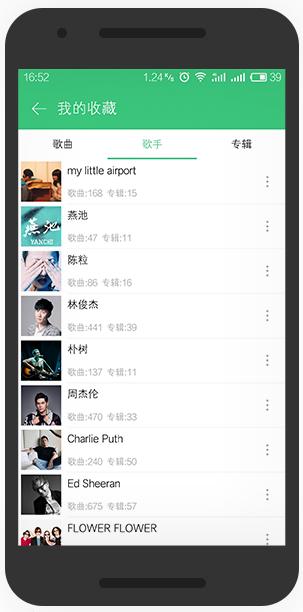 16:52 1.24 K/s 39
我的收藏
歌曲 歌手 专辑
my little airport
歌曲:168 专辑:15
燕池
歌曲:47 专辑:11
燕池
YANCHI
陈粒
歌曲:86 专辑:16
林俊杰
歌曲:441 专辑:39
朴树
歌曲:137 专辑:11
周杰伦
歌曲:470 专辑:33
Charlie Puth
歌曲:240 专辑:50
Ed Sheeran
歌曲:675 专辑:57
FLOWER FLOWER